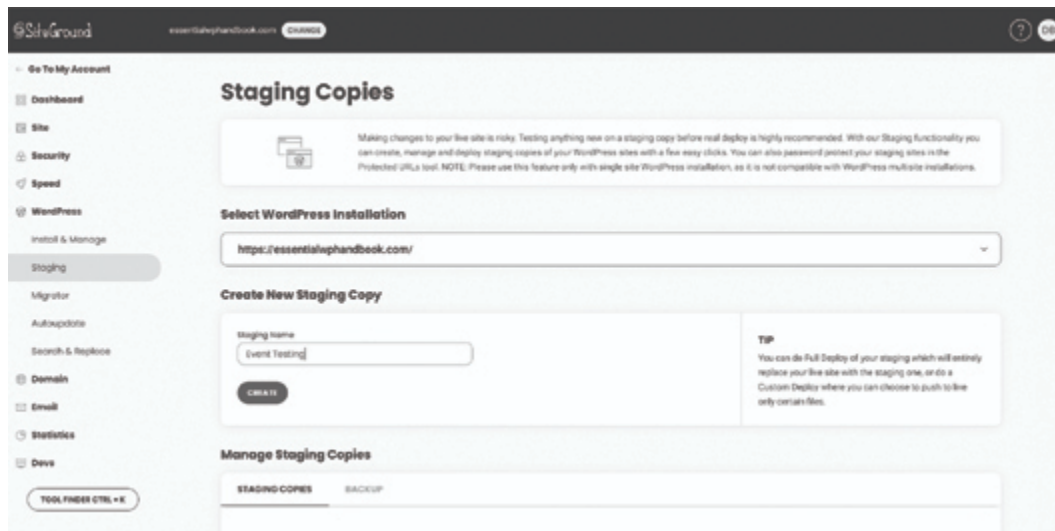 SiteGround
essentialwphandbook.com CHANGE
?
DB
Go To My Account
Dashboard
Site
Security
Speed
WordPress
Install & Manage
Staging
Migrator
Autoupdate
Search & Replace
Domain
Email
Statistics
Devs
TOOL FINDER CTRL + K
Staging Copies
Making changes to your live site is risky. Testing anything new on a staging copy before real deploy is highly recommended. With our Staging functionality you
can create, manage and deploy staging copies of your WordPress sites with a few easy clicks. You can also password protect your staging sites in the
Protected URLs tool. NOTE: Please use this feature only with single site WordPress installation, as it is not compatible with WordPress multisite installations.
Select WordPress Installation
https://essentialwphandbook.com/
Create New Staging Copy
Staging Name
Event Testing
CREATE
TIP
You can do Full Deploy of your staging which will entirely
replace your live site with the staging one, or do a
Custom Deploy where you can choose to push to live
only certain files.
Manage Staging Copies
STAGING COPIES
BACKUP